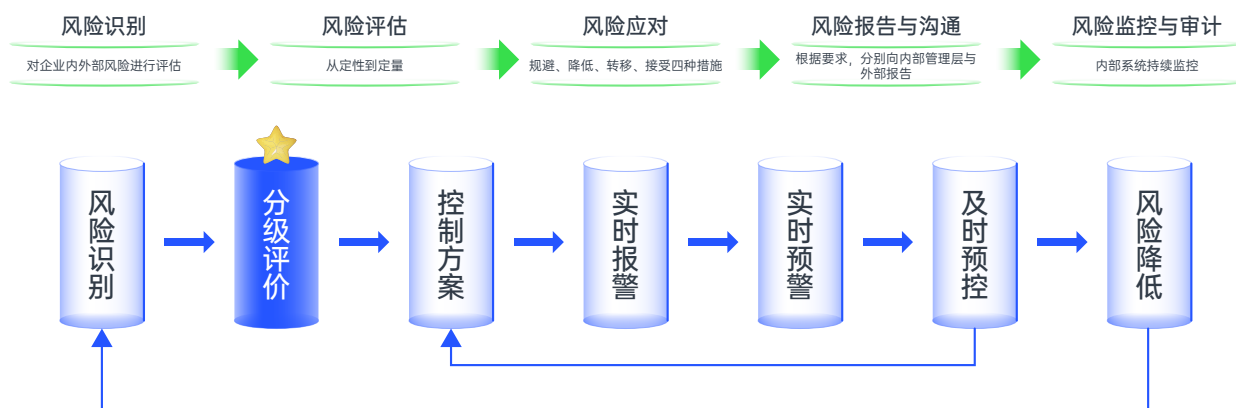 风险识别
风险评估
风险应对
风险报告与沟通
风险监控与审计
对企业内外部风险进行评估
从定性到定量
规避、降低、转移、接受四种措施
根据要求，分别向内部管理层与
外部报告
内部系统持续监控
风险识别
分级评价
控制方案
实时报警
实时预警
及时预控
风险降低